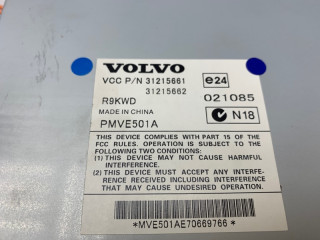 VOLVO
VCC P/N 31215661
31215662
e24
R9KWD
021085
MADE IN CHINA
PMVE501A
N18
THIS DEVICE COMPLIES WITH PART 15 OF THE
FCC RULES. OPERATION IS SUBJECT TO THE
FOLLOWING TWO CONDITIONS:
(1) THIS DEVICE MAY NOT CAUSE HARMFUL
INTERFERENCE.
(2) THIS DEVICE MUST ACCEPT ANY INTERFE-
RENCE RECEIVED, INCLUDING INTERFERENCE
THAT MAY CAUSE UNDESIRED OPERATION.
*MVE501AE70669766*